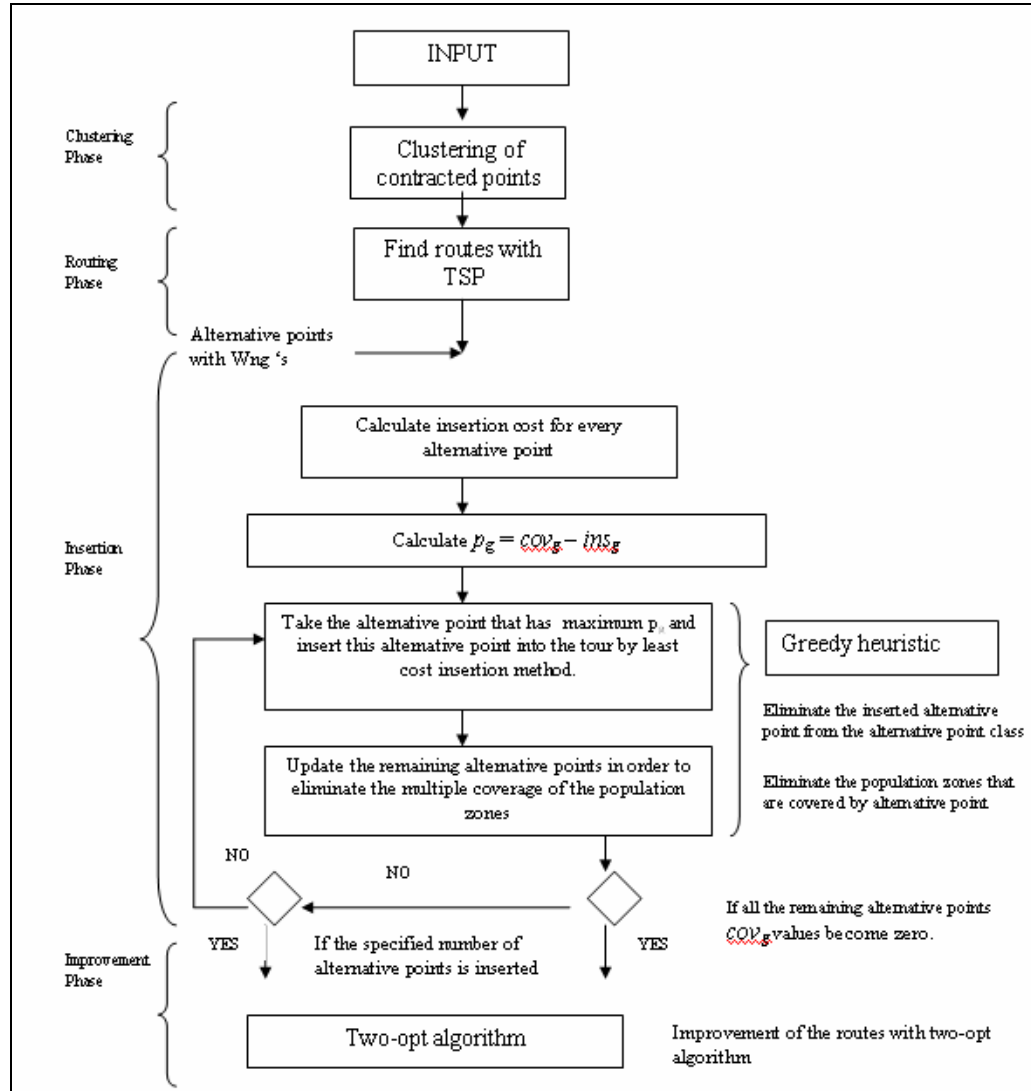 INPUT
Clustering
Phase
Clustering of
contracted points
Routing
Phase
Find routes with
TSP
Alternative points
with Wng ‘s
Calculate insertion cost for every
alternative point
Insertion
Phase
Calculate pg = covg – insg
Take the alternative point that has maximum pg and
insert this alternative point into the tour by least
cost insertion method.
Greedy heuristic
Eliminate the inserted alternative
point from the alternative point class
Update the remaining alternative points in order to
eliminate the multiple coverage of the population
zones
Eliminate the population zones that
are covered by alternative point
NO
NO
If all the remaining alternative points
covg values become zero.
YES
If the specified number of
alternative points is inserted
YES
Improvement
Phase
Two-opt algorithm
Improvement of the routes with two-opt
algorithm